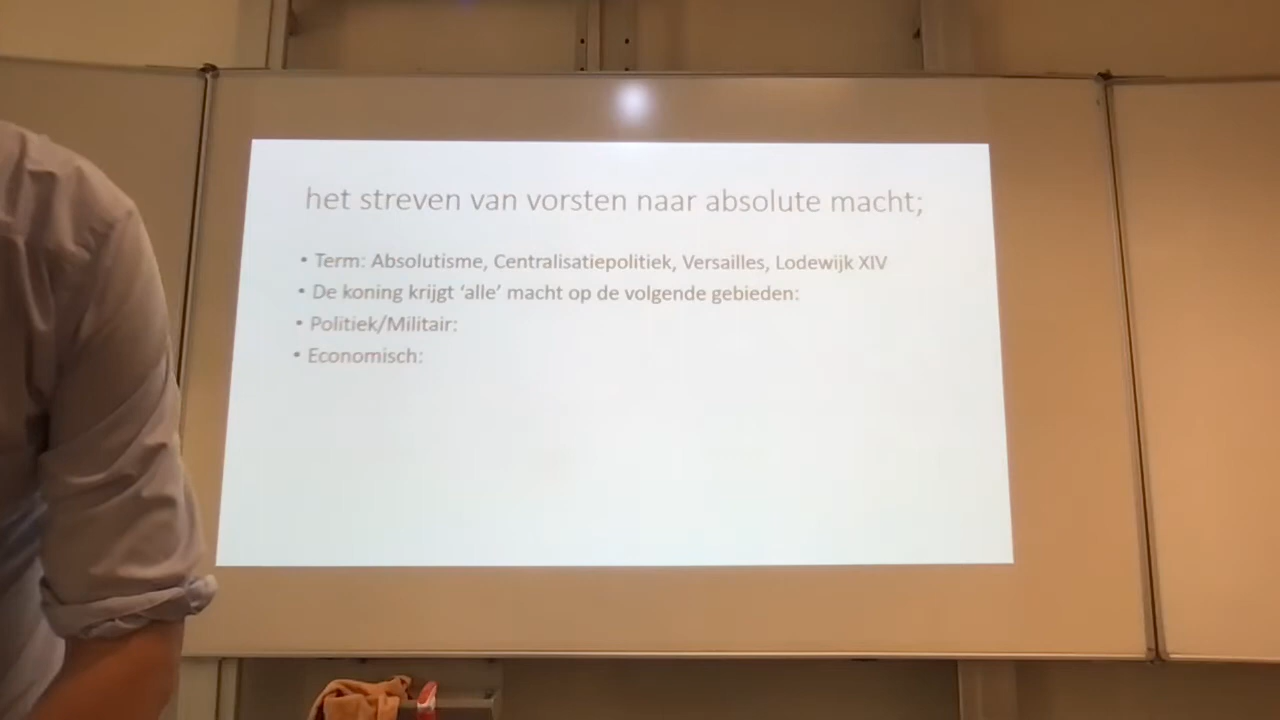 het streven van vorsten naar absolute macht;
• Term: Absolutisme, Centralisatiepolitiek, Versailles, Lodewijk XIV
• De koning krijgt ‘alle’ macht op de volgende gebieden:
• Politiek/Militair:
• Economisch: